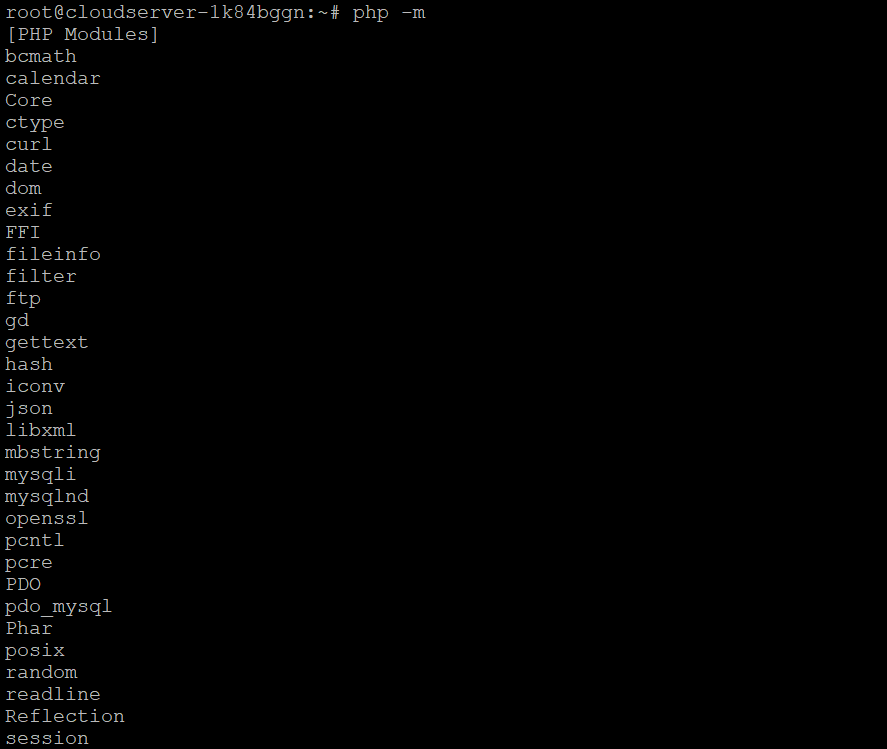 root@cloudserver-1k84bggn:~# php -m
[PHP Modules]
bcmath
calendar
Core
ctype
curl
date
dom
exif
FFI
fileinfo
filter
ftp
gd
gettext
hash
iconv
json
libxml
mbstring
mysqli
mysqlnd
openssl
pcntl
pcre
PDO
pdo_mysql
Phar
posix
random
readline
Reflection
session